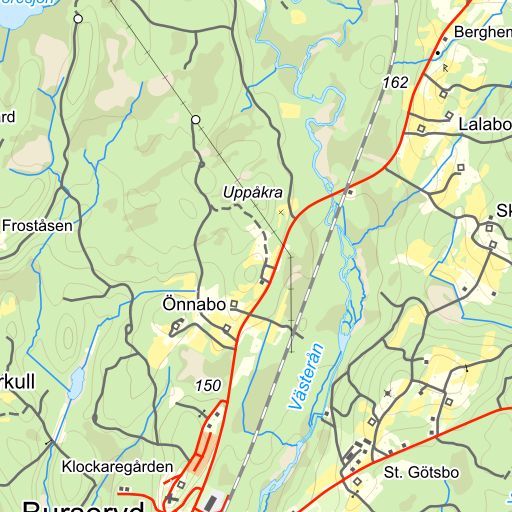 Berghem
162
Lalabo
Uppåkra
Froståsen
Önnabo
Västerån
150
Klockaregården
St. Götsbo